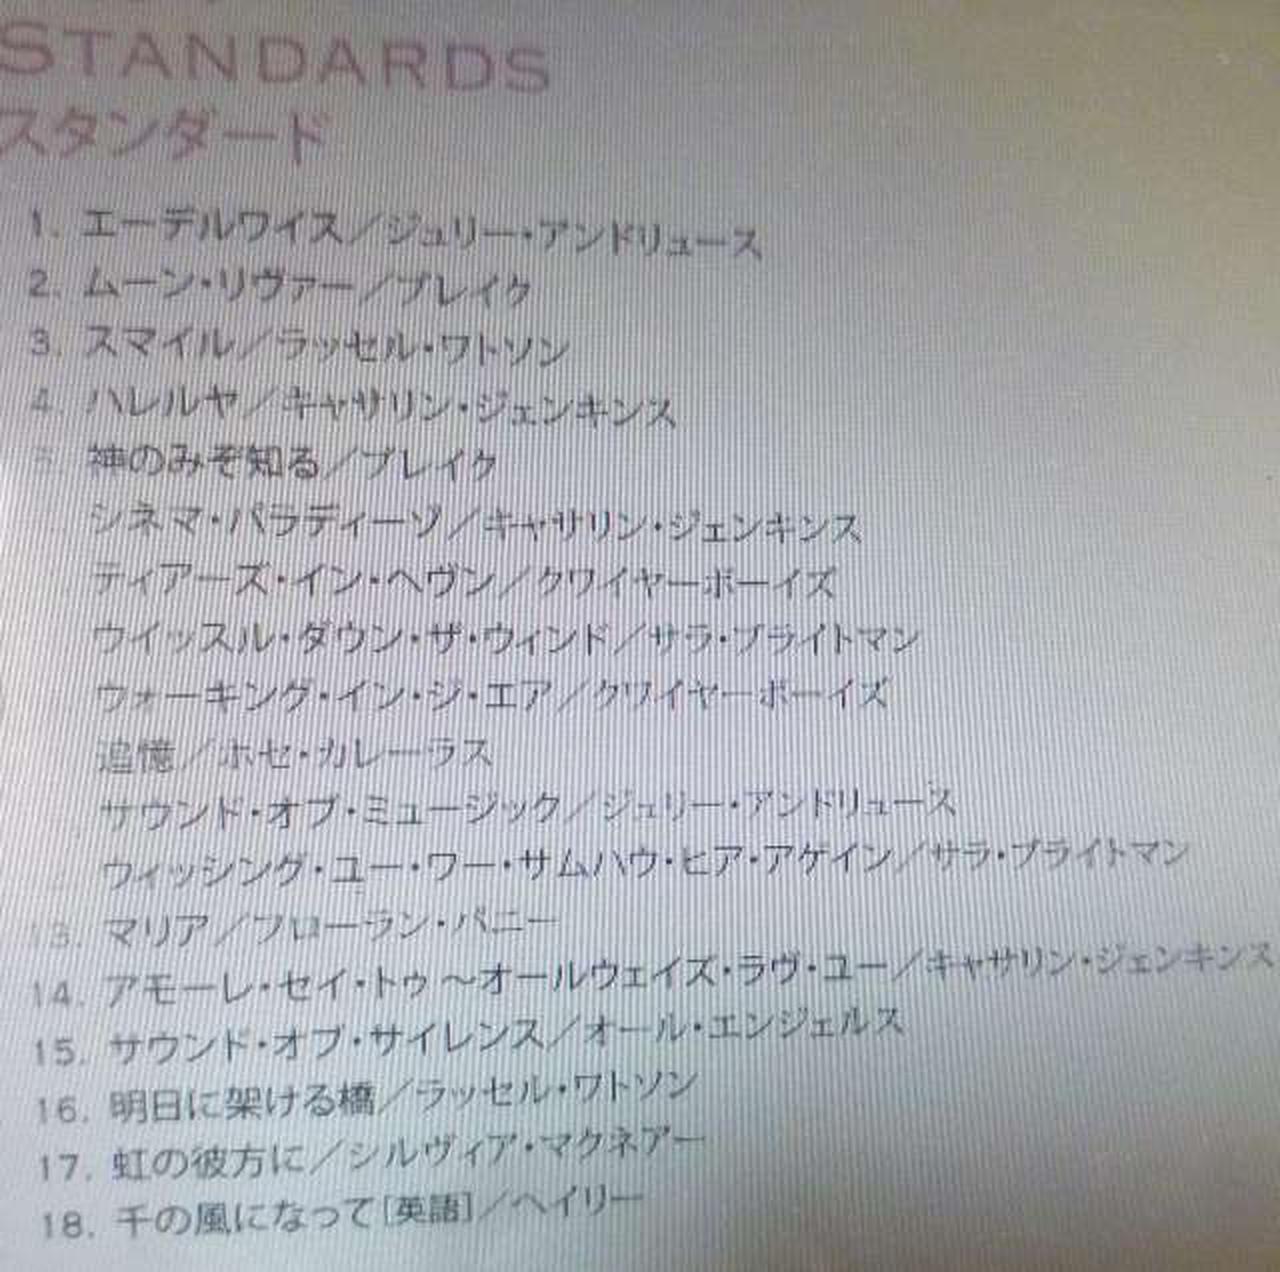 STANDARDS
スタンダード
1. エーデルワイス／ジュリー・アンドリュース
2. ムーン・リヴァー／ブレイク
3. スマイル／ラッセル・ワトソン
4. ハレルヤ／キャサリン・ジェンキンス
5. 神のみぞ知る／ブレイク
シネマ・パラディーソ／キャサリン・ジェンキンス
ティアーズ・イン・ヘヴン／クワイヤーボーイズ
ウイッスル・ダウン・ザ・ウィンド／サラ・ブライトマン
ウォーキング・イン・ジ・エア／クワイヤーボーイズ
追憶／ホセ・カレーラス
サウンド・オブ・ミュージック／ジュリー・アンドリュース
ウィッシング・ユー・ワー・サムハウ・ヒア・アゲイン／サラ・ブライトマン
13. マリア／フローラン・パニー
14. アモーレ・セイ・トゥ ～オールウェイズ・ラヴ・ユー／キャサリン・ジェンキンス
15. サウンド・オブ・サイレンス／オール・エンジェルス
16. 明日に架ける橋／ラッセル・ワトソン
17. 虹の彼方に／シルヴィア・マクネアー
18. 千の風になって[英語]／ヘイリー